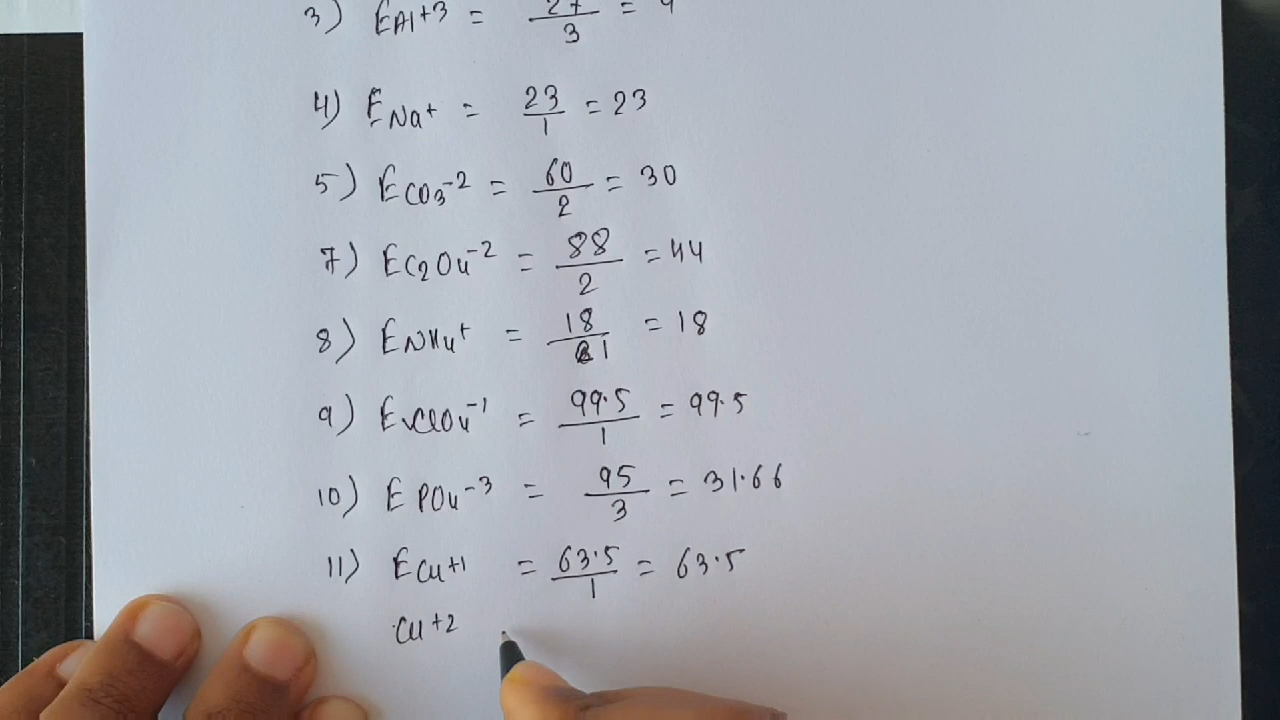 3) EAl+3 = 27/3 = 9
4) ENa+ = 23/1 = 23
5) ECO3-2 = 60/2 = 30
7) EC2O4-2 = 88/2 = 44
8) ENH4+ = 18/1 = 18
9) EClO4-1 = 99.5/1 = 99.5
10) EPO4-3 = 95/3 = 31.66
11) ECu+1 = 63.5/1 = 63.5
Cu+2